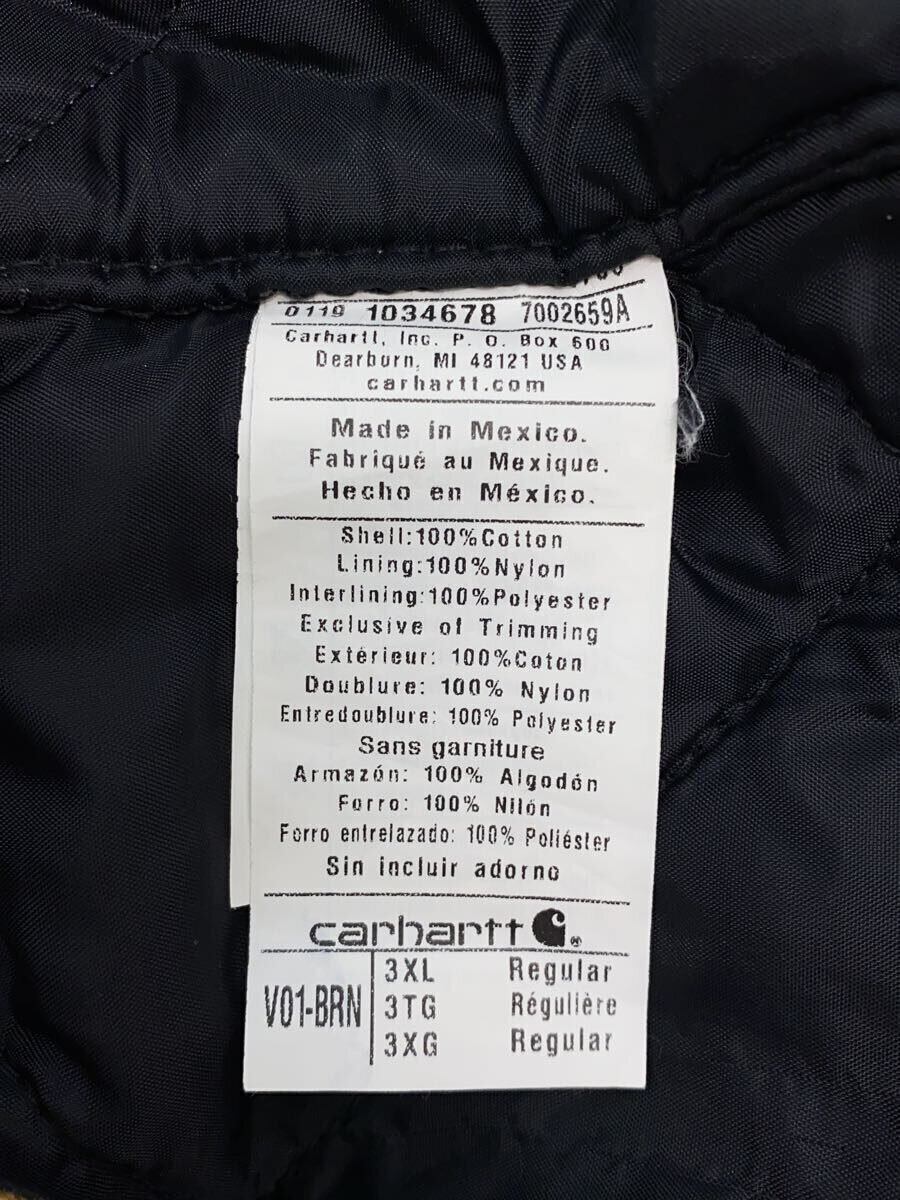 0119 1034678 7002659A
Carhartt, Inc. P. O. Box 600
Dearborn, MI 48121 USA
carhartt.com
Made in Mexico.
Fabriqué au Mexique.
Hecho en México.
Shell:100%Cotton
Lining:100%Nylon
Interlining:100%Polyester
Exclusive of Trimming
Extérieur: 100%Coton
Doublure: 100% Nylon
Entredoublure: 100% Polyester
Sans garniture
Armazón: 100% Algodón
Forro: 100% Nilón
Forro entrelazado: 100% Poliéster
Sin incluir adorno
carhartt ®
V01-BRN
3XL Regular
3TG Régulière
3XG Regular